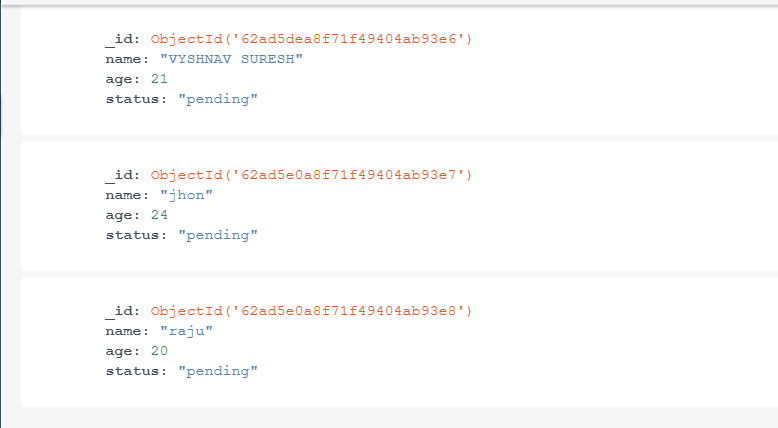 _id: ObjectId('62ad5dea8f71f49404ab93e6')
name: "VYSHNAV SURESH"
age: 21
status: "pending"
_id: ObjectId('62ad5e0a8f71f49404ab93e7')
name: "jhon"
age: 24
status: "pending"
_id: ObjectId('62ad5e0a8f71f49404ab93e8')
name: "raju"
age: 20
status: "pending"